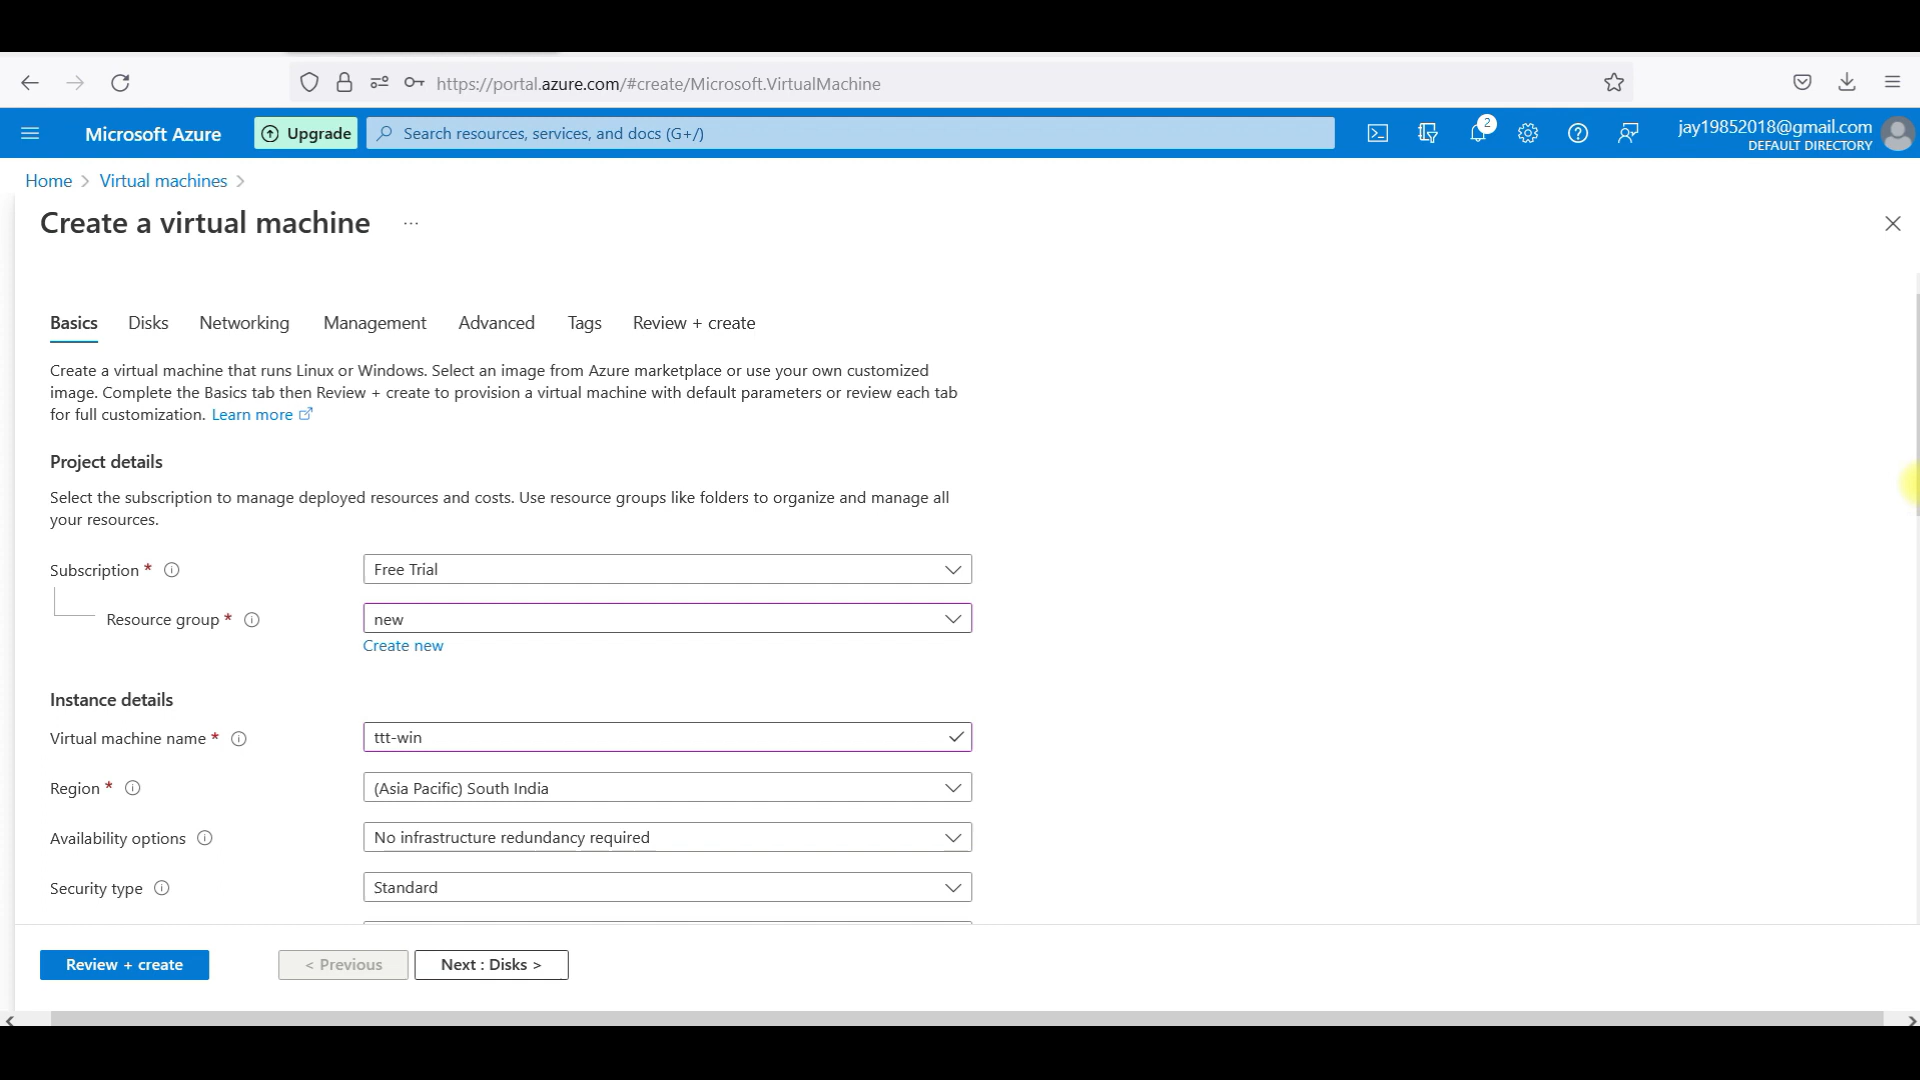 https://portal.azure.com/#create/Microsoft.VirtualMachine
Microsoft Azure
Upgrade
Search resources, services, and docs (G+/)
2
jay19852018@gmail.com
DEFAULT DIRECTORY
Home > Virtual machines >
Create a virtual machine ...
Basics Disks Networking Management Advanced Tags Review + create
Create a virtual machine that runs Linux or Windows. Select an image from Azure marketplace or use your own customized
image. Complete the Basics tab then Review + create to provision a virtual machine with default parameters or review each tab
for full customization. Learn more
Project details
Select the subscription to manage deployed resources and costs. Use resource groups like folders to organize and manage all
your resources.
Subscription * Free Trial
Resource group * new
Create new
Instance details
Virtual machine name * ttt-win
Region * (Asia Pacific) South India
Availability options No infrastructure redundancy required
Security type Standard
Review + create < Previous Next : Disks >